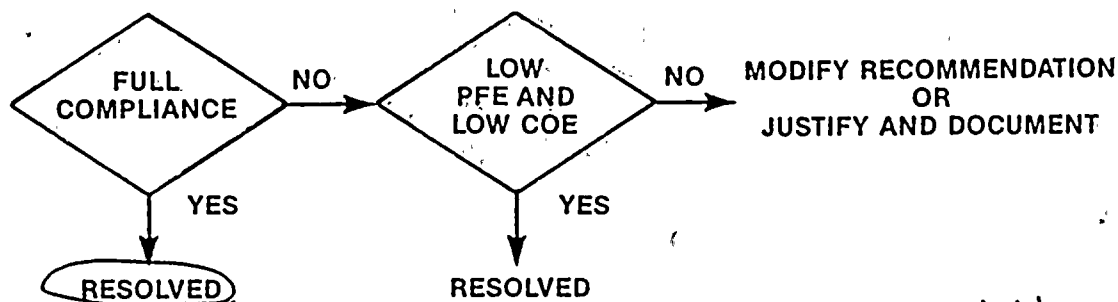 FULL
COMPLIANCE
NO
LOW
PFE AND
LOW COE
NO
MODIFY RECOMMENDATION
OR
JUSTIFY AND DOCUMENT
YES
YES
RESOLVED
RESOLVED